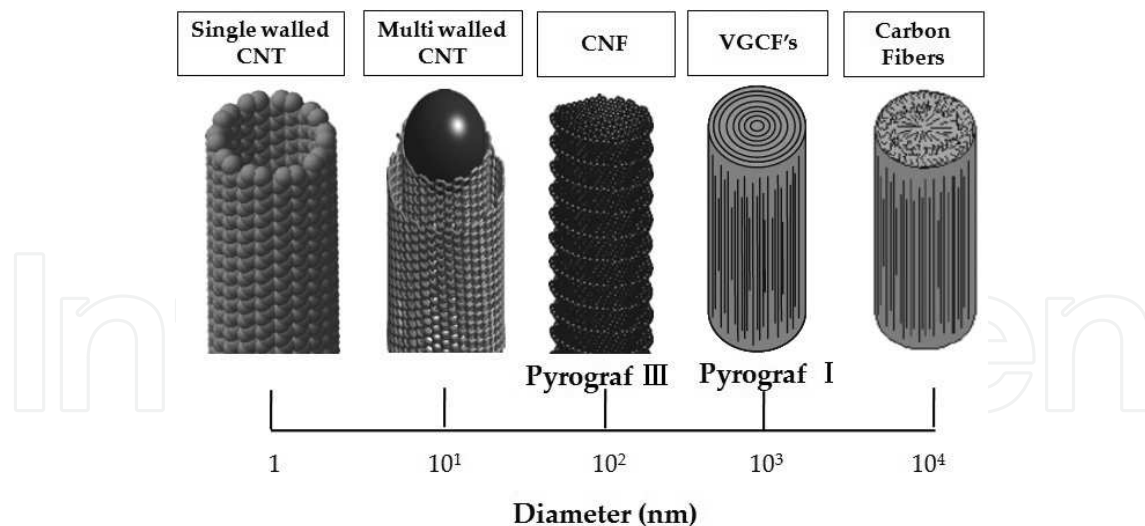 Single walled
CNT
Multi walled
CNT
CNF
VGCF's
Carbon
Fibers
Pyrograf III
Pyrograf I
1
10¹
10²
10³
10⁴
Diameter (nm)